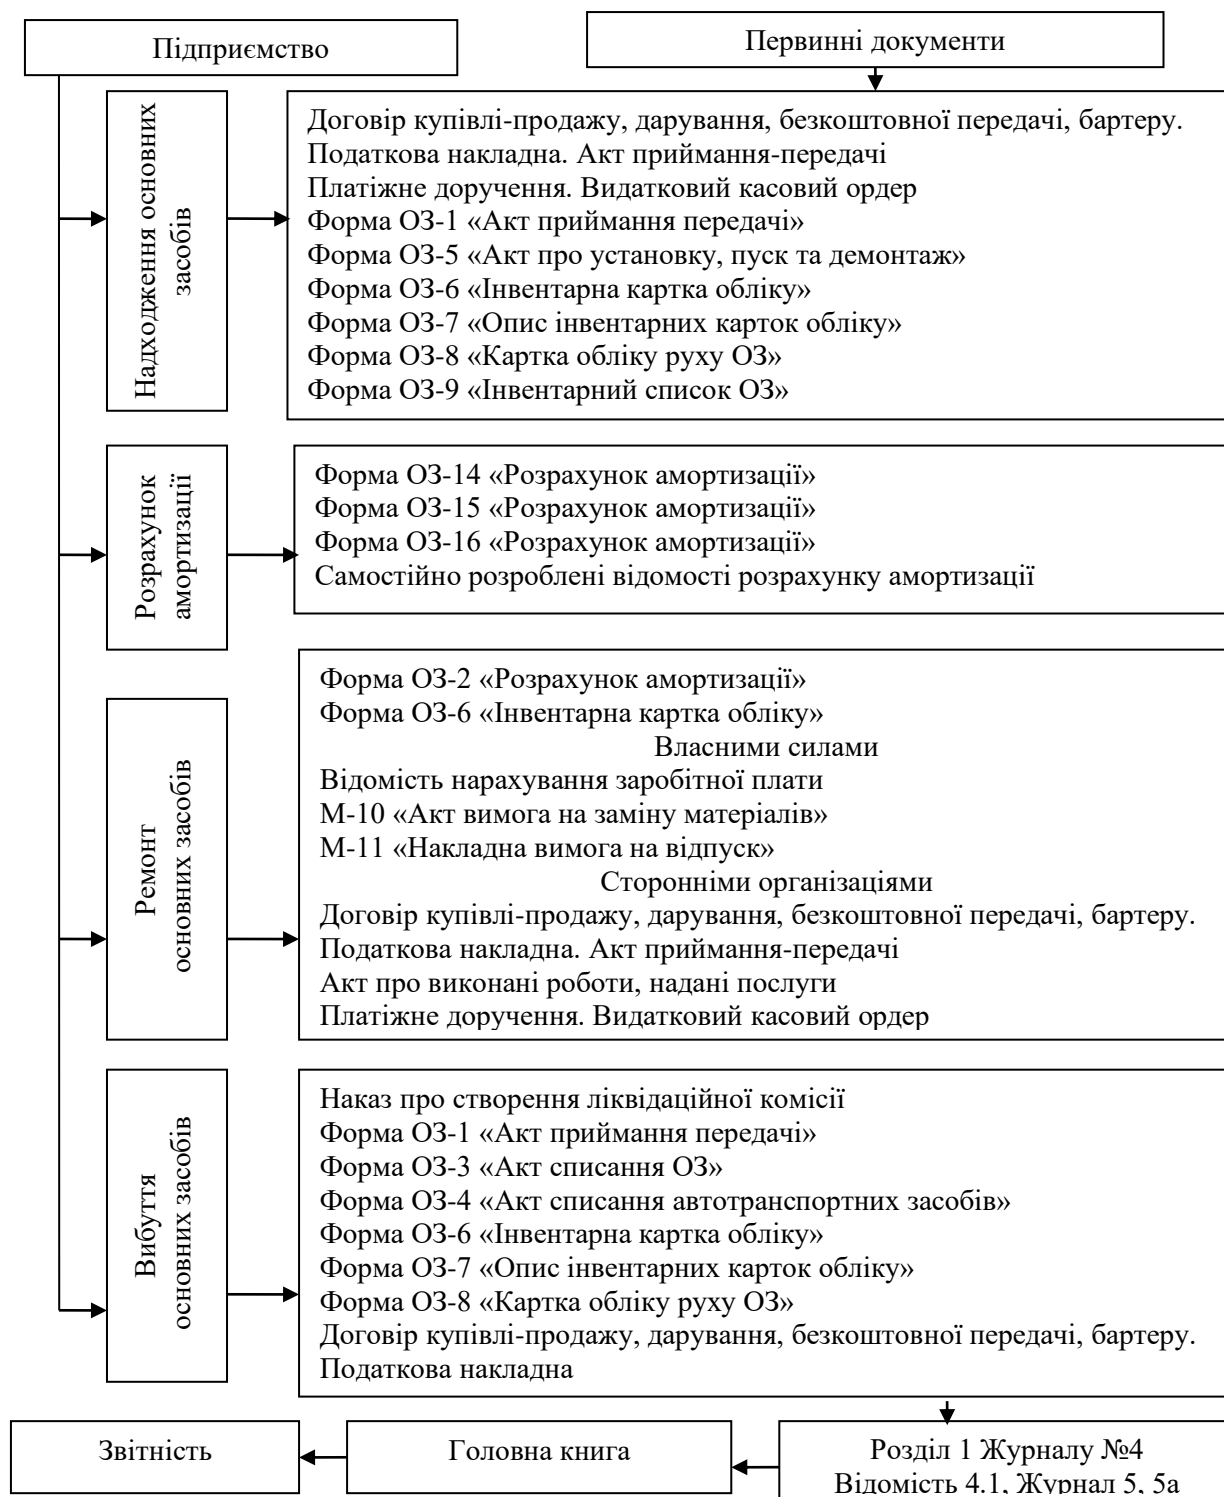 Підприємство
Первинні документи
Надходження основних
засобів
Договір купівлі-продажу, дарування, безкоштовної передачі, бартеру.
Податкова накладна. Акт приймання-передачі
Платіжне доручення. Видатковий касовий ордер
Форма ОЗ-1 «Акт приймання передачі»
Форма ОЗ-5 «Акт про установку, пуск та демонтаж»
Форма ОЗ-6 «Інвентарна картка обліку»
Форма ОЗ-7 «Опис інвентарних карток обліку»
Форма ОЗ-8 «Картка обліку руху ОЗ»
Форма ОЗ-9 «Інвентарний список ОЗ»
Розрахунок
амортизації
Форма ОЗ-14 «Розрахунок амортизації»
Форма ОЗ-15 «Розрахунок амортизації»
Форма ОЗ-16 «Розрахунок амортизації»
Самостійно розроблені відомості розрахунку амортизації
Ремонт
основних засобів
Форма ОЗ-2 «Розрахунок амортизації»
Форма ОЗ-6 «Інвентарна картка обліку»
Власними силами
Відомість нарахування заробітної плати
М-10 «Акт вимога на заміну матеріалів»
М-11 «Накладна вимога на відпуск»
Сторонніми організаціями
Договір купівлі-продажу, дарування, безкоштовної передачі, бартеру.
Податкова накладна. Акт приймання-передачі
Акт про виконані роботи, надані послуги
Платіжне доручення. Видатковий касовий ордер
Вибуття
основних засобів
Наказ про створення ліквідаційної комісії
Форма ОЗ-1 «Акт приймання передачі»
Форма ОЗ-3 «Акт списання ОЗ»
Форма ОЗ-4 «Акт списання автотранспортних засобів»
Форма ОЗ-6 «Інвентарна картка обліку»
Форма ОЗ-7 «Опис інвентарних карток обліку»
Форма ОЗ-8 «Картка обліку руху ОЗ»
Договір купівлі-продажу, дарування, безкоштовної передачі, бартеру.
Податкова накладна
Звітність
Головна книга
Розділ 1 Журналу №4
Відомість 4.1, Журнал 5, 5а